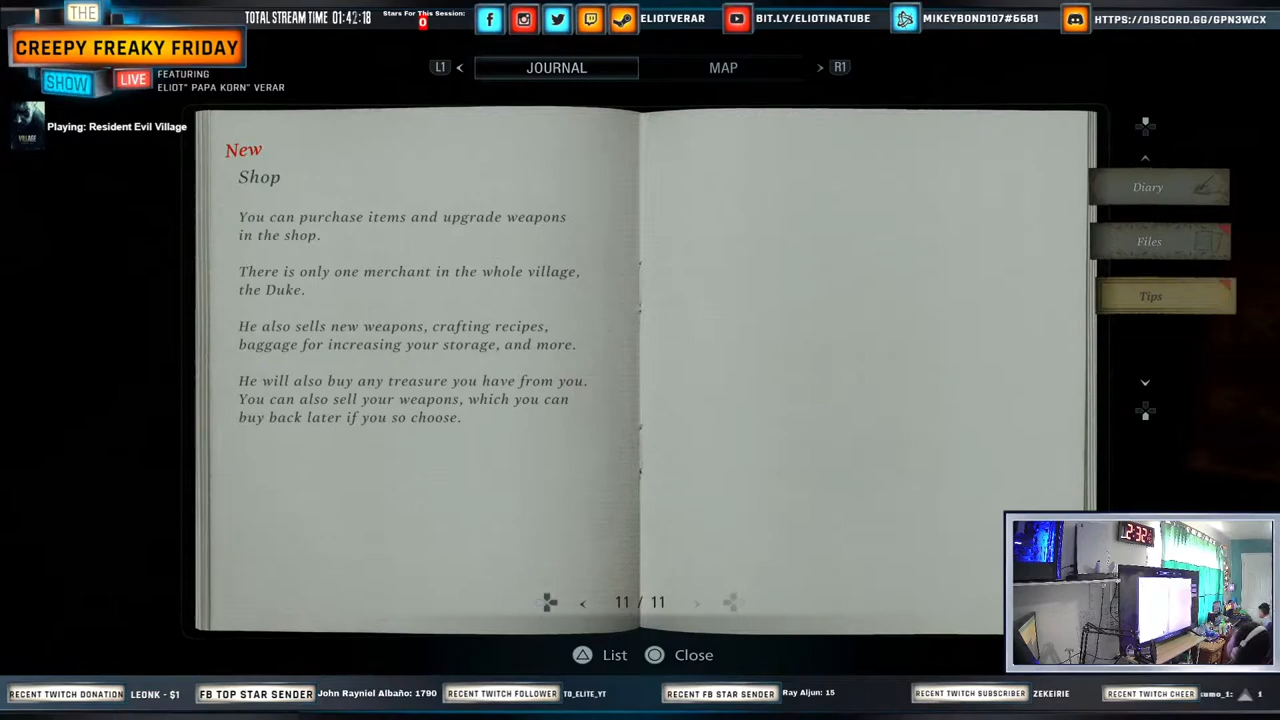 THE
CREEPY FREAKY FRIDAY
SHOW
LIVE
FEATURING
ELIOT" PAPA KORN" VERAR
TOTAL STREAM TIME 01:42:18
Stars For This Session:
0
ELIOTVERAR
BIT.LY/ELIOTINATUBE
MIKEYBOND107#6681
HTTPS://DISCORD.GG/GPN3WCX
VILLAGE
Playing: Resident Evil Village
L1 < JOURNAL MAP > R1
New
Shop
You can purchase items and upgrade weapons
in the shop.
There is only one merchant in the whole village,
the Duke.
He also sells new weapons, crafting recipes,
baggage for increasing your storage, and more.
He will also buy any treasure you have from you.
You can also sell your weapons, which you can
buy back later if you so choose.
Diary
Files
Tips
< 11 / 11 >
List Close
2:32
RECENT TWITCH DONATION LEONK - $1
FB TOP STAR SENDER John Rayniel Albaño: 1790
RECENT TWITCH FOLLOWER TD_ELITE_YT
RECENT FB STAR SENDER Ray Aljun: 15
RECENT TWITCH SUBSCRIBER ZEKEIRIE
RECENT TWITCH CHEER 1